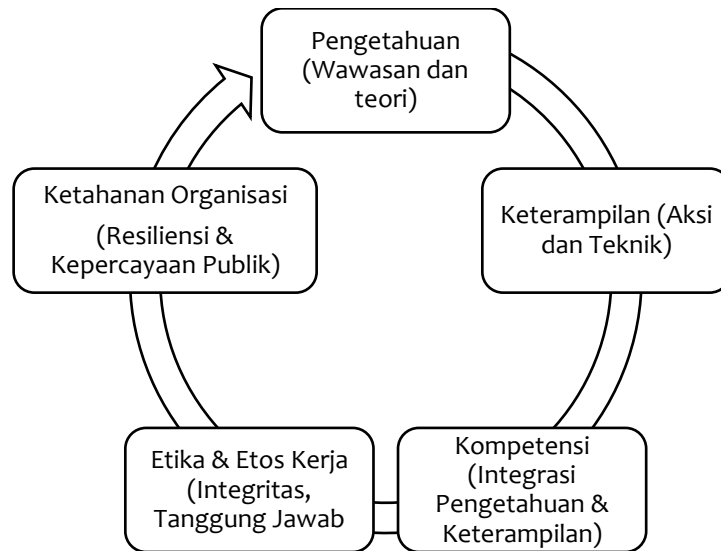 Pengetahuan
(Wawasan dan
teori)
Keterampilan (Aksi
dan Teknik)
Kompetensi
(Integrasi
Pengetahuan &
Keterampilan)
Etika & Etos Kerja
(Integritas,
Tanggung Jawab
Ketahanan Organisasi
(Resiliensi &
Kepercayaan Publik)